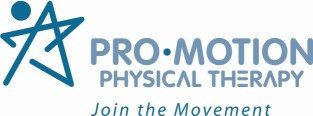 PRO•MOTION
PHYSICAL THERAPY
Join the Movement